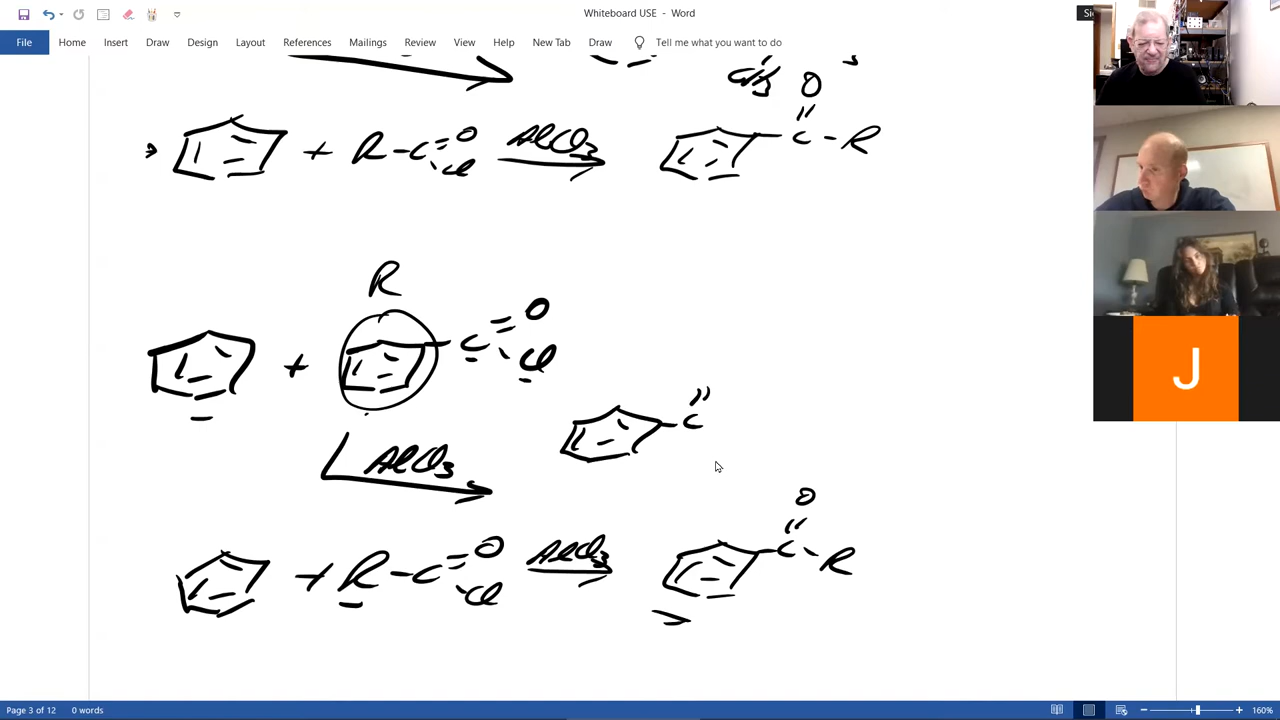 Whiteboard USE - Word
File Home Insert Draw Design Layout References Mailings Review View Help New Tab Draw Tell me what you want to do
CH3 O
+ R-C=O Cl AlCl3 C-R
R
+ C=O Cl
AlCl3 C
O
+ R-C=O Cl AlCl3 C-R
J
Page 3 of 12 0 words 160%